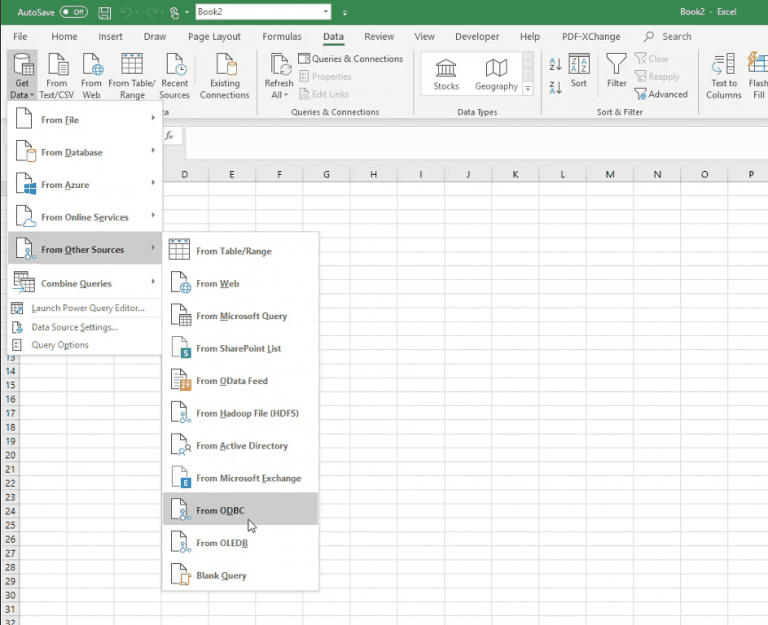 AutoSave Off Book2 Book2 - Excel
File Home Insert Draw Page Layout Formulas Data Review View Developer Help PDF-XChange Search
Get Data
From Text/CSV
From Web
From Table/ Range
Recent Sources
Existing Connections
Refresh All
Queries & Connections
Properties
Edit Links
Queries & Connections
Stocks
Geography
Data Types
Sort
Filter
Clear
Reapply
Advanced
Sort & Filter
Text to Columns
Flash Fill
fx
D E F G H I J K L M N O P
From File
From Database
From Azure
From Online Services
From Other Sources
Combine Queries
Launch Power Query Editor...
Data Source Settings...
Query Options
From Table/Range
From Web
From Microsoft Query
From SharePoint List
From OData Feed
From Hadoop File (HDFS)
From Active Directory
From Microsoft Exchange
From ODBC
From OLEDB
Blank Query
13
14
15
16
17
18
19
20
21
22
23
24
25
26
27
28
29
30
31
32